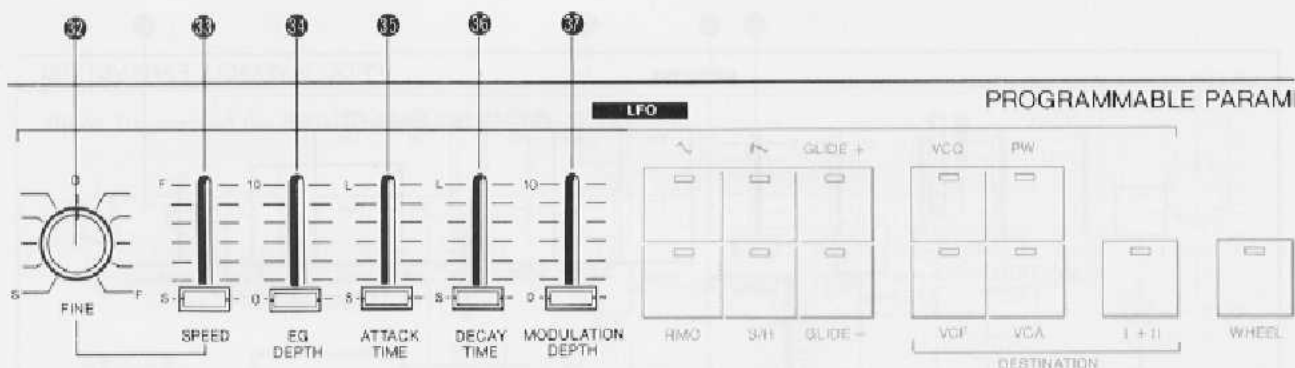 32 33 34 35 36 37
LFO
PROGRAMMABLE PARAM
GLIDE + VCO PW
0
F 10 L L 10
S F S 0 S S 0
FINE
SPEED EG DEPTH ATTACK TIME DECAY TIME MODULATION DEPTH
S/H GLIDE – VCF VCA I + II WHEEL
DESTINATION